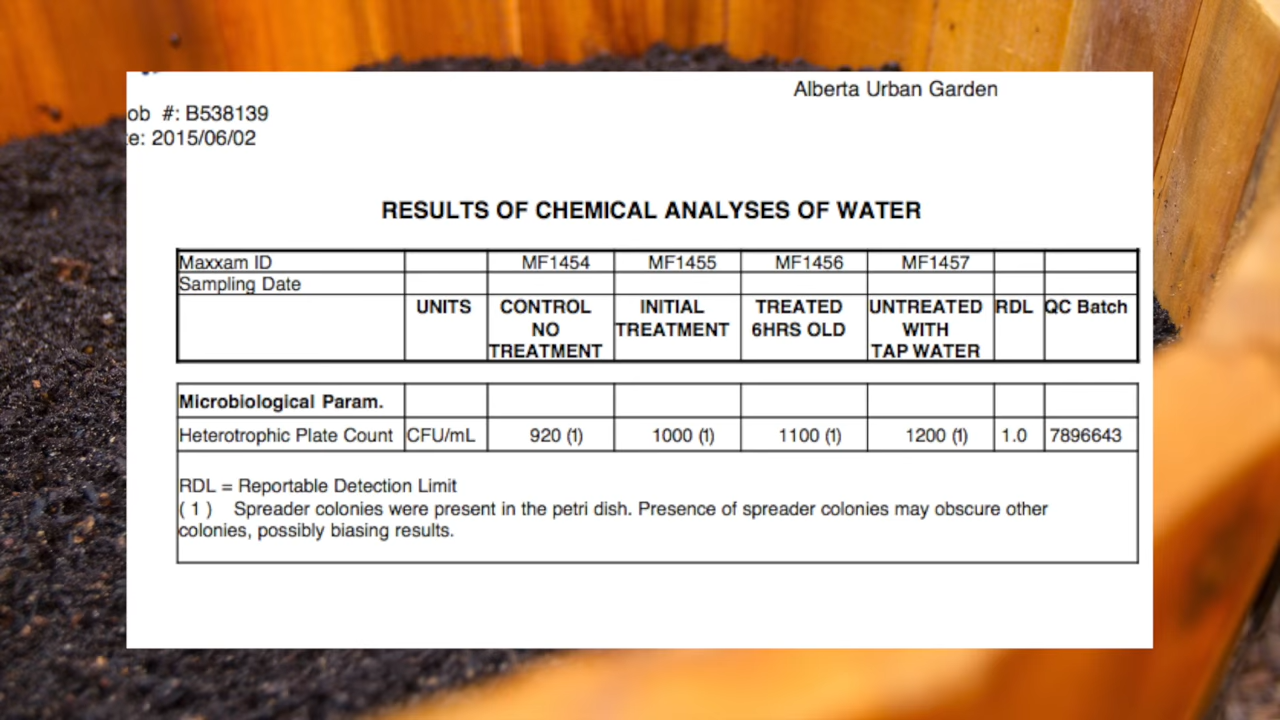 Alberta Urban Garden
ob #: B538139
e: 2015/06/02
RESULTS OF CHEMICAL ANALYSES OF WATER
Maxxam ID MF1454 MF1455 MF1456 MF1457
Sampling Date
UNITS CONTROL NO TREATMENT INITIAL TREATMENT TREATED 6HRS OLD UNTREATED WITH TAP WATER RDL QC Batch
Microbiological Param.
Heterotrophic Plate Count CFU/mL 920 (1) 1000 (1) 1100 (1) 1200 (1) 1.0 7896643
RDL = Reportable Detection Limit
( 1 ) Spreader colonies were present in the petri dish. Presence of spreader colonies may obscure other
colonies, possibly biasing results.